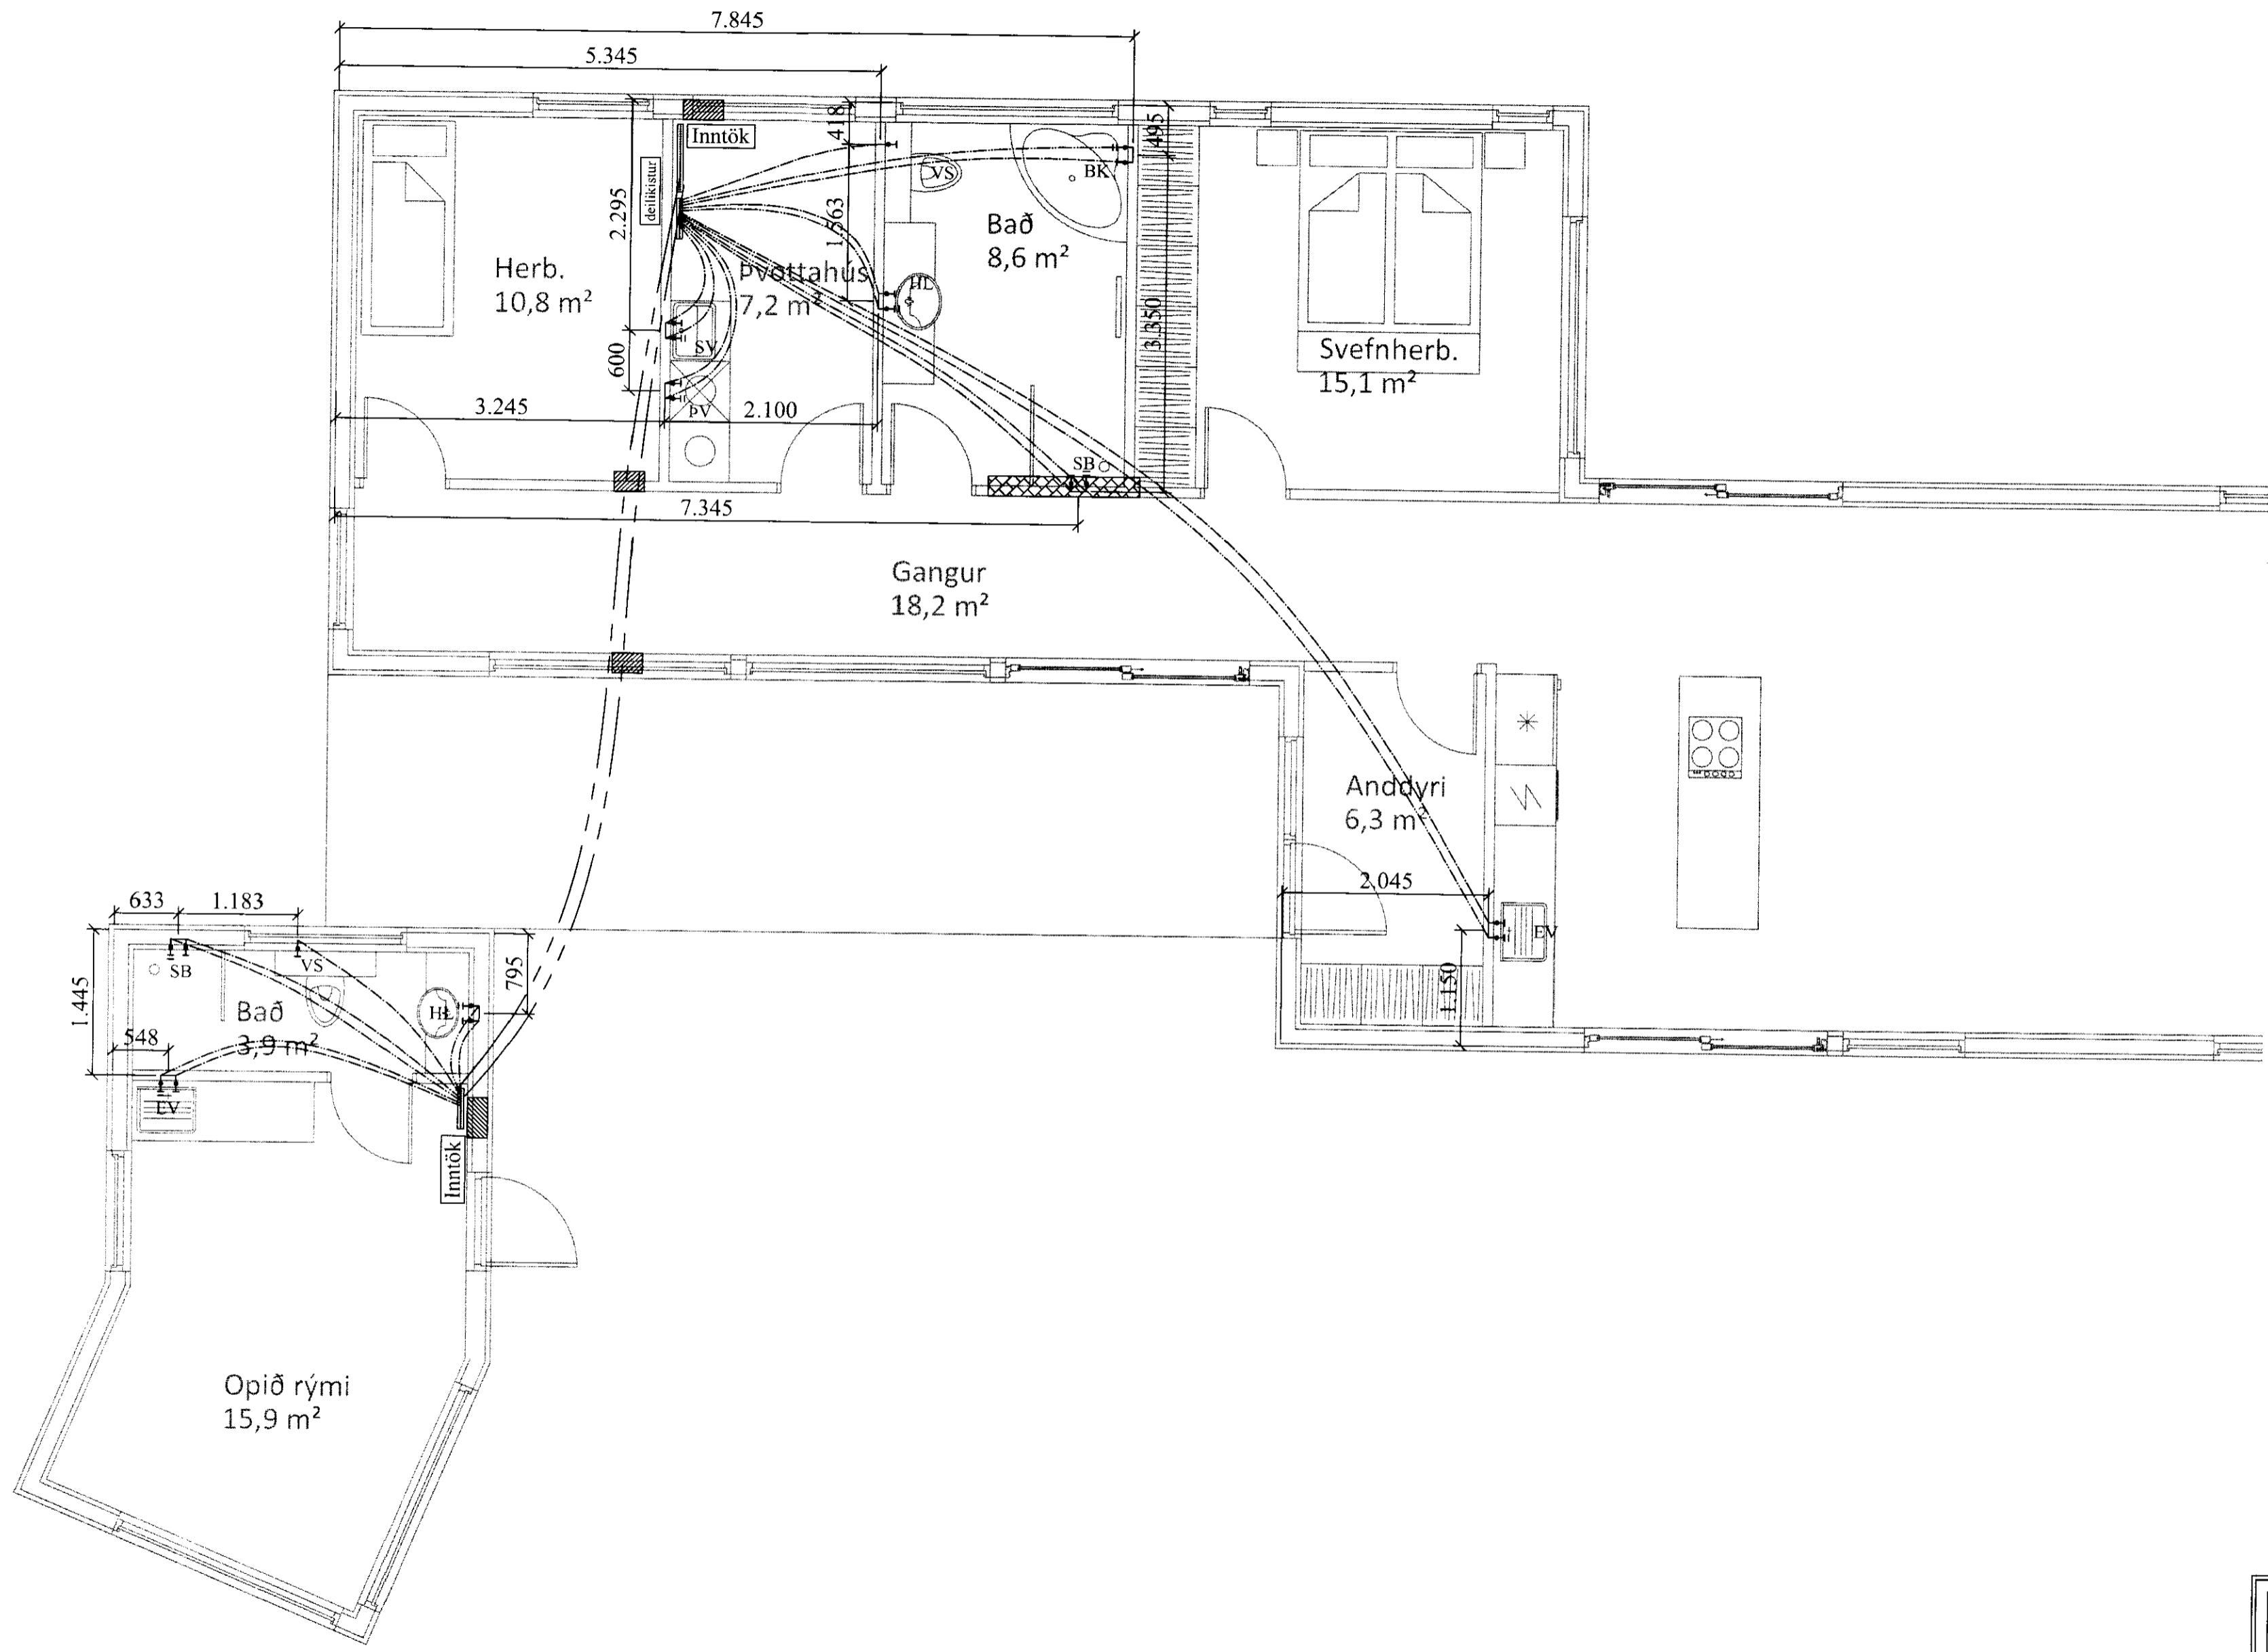 7.845
5.345
Inntök
418
495
deilikistur
VS
BK
2.295
1.563
Bað
8,6 m²
Herb.
10,8 m²
Þvottahús
7,2 m²
HL
3.350
SV
600
Svefnherb.
15,1 m²
3.245
ÞV
2.100
SB
7.345
Gangur
18,2 m²
Anddyri
6,3 m²
2.045
633
1.183
EV
SB
VS
795
1.445
1.150
Bað
3,9 m²
HL
548
EV
Inntök
Opið rými
15,9 m²